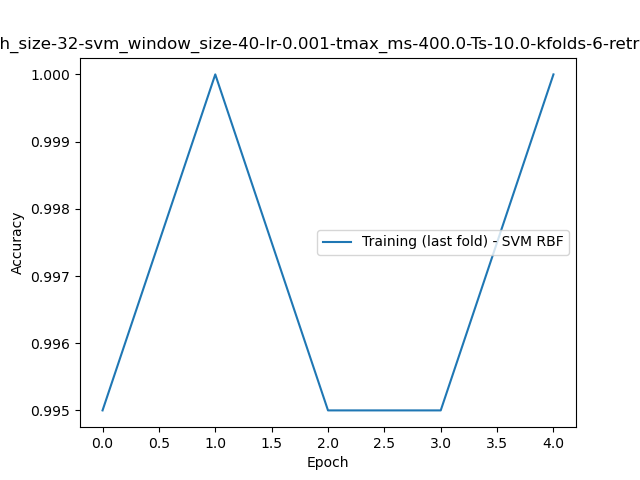 h_size-32-svm_window_size-40-lr-0.001-tmax_ms-400.0-Ts-10.0-kfolds-6-retr
1.000
0.999
0.998
0.997
0.996
0.995
Accuracy
Training (last fold) - SVM RBF
0.0 0.5 1.0 1.5 2.0 2.5 3.0 3.5 4.0
Epoch